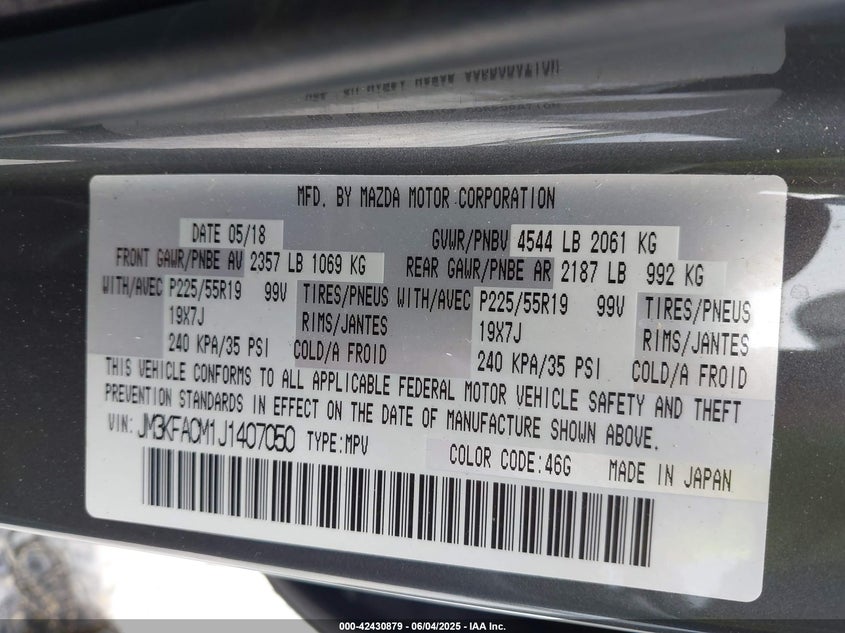 MFD. BY MAZDA MOTOR CORPORATION
DATE 05/18 GVWR/PNBV 4544 LB 2061 KG
FRONT GAWR/PNBE AV 2357 LB 1069 KG REAR GAWR/PNBE AR 2187 LB 992 KG
WITH/AVEC P225/55R19 99V TIRES/PNEUS WITH/AVEC P225/55R19 99V TIRES/PNEUS
19X7J RIMS/JANTES 19X7J RIMS/JANTES
240 KPA/35 PSI COLD/A FROID 240 KPA/35 PSI COLD/A FROID
THIS VEHICLE CONFORMS TO ALL APPLICABLE FEDERAL MOTOR VEHICLE SAFETY AND THEFT
PREVENTION STANDARDS IN EFFECT ON THE DATE OF MANUFACTURE SHOWN ABOVE.
VIN: JM3KFACM1J1407050 TYPE:MPV
COLOR CODE:46G MADE IN JAPAN
000-42430879 - 06/04/2025 - IAA Inc.